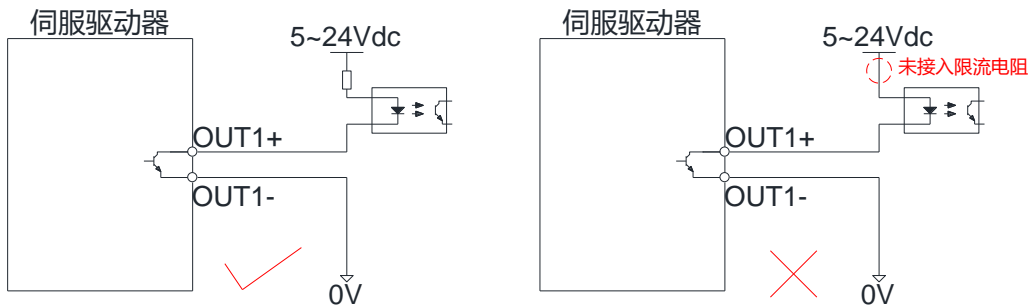 伺服驱动器
5~24Vdc
OUT1+
OUT1-
0V
伺服驱动器
5~24Vdc
未接入限流电阻
OUT1+
OUT1-
0V